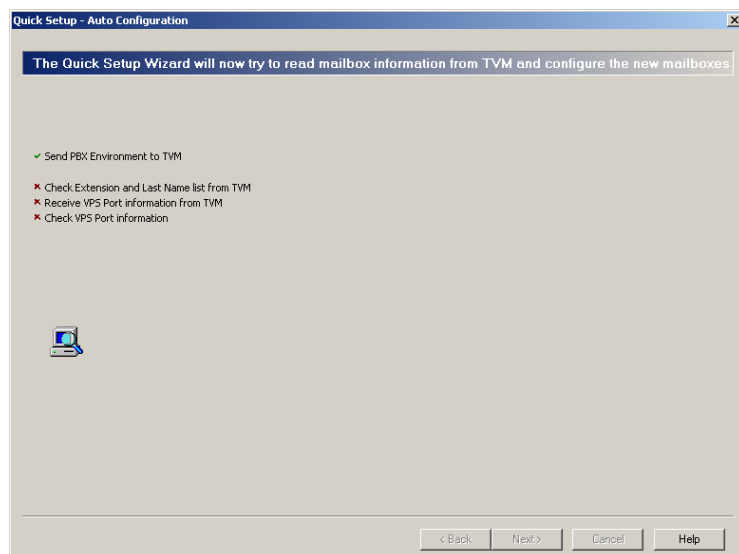 Quick Setup - Auto Configuration
The Quick Setup Wizard will now try to read mailbox information from TVM and configure the new mailboxes
Send PBX Environment to TVM
Check Extension and Last Name list from TVM
Receive VPS Port information from TVM
Check VPS Port information
< Back
Next >
Cancel
Help